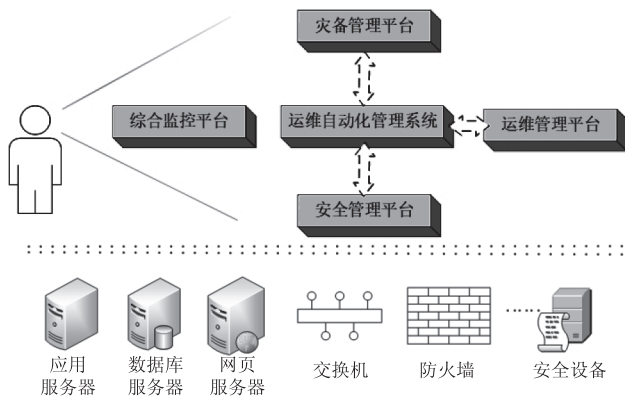 灾备管理平台
综合监控平台
运维自动化管理系统
运维管理平台
安全管理平台
应用
服务器
数据库
服务器
网页
服务器
交换机
防火墙
安全设备